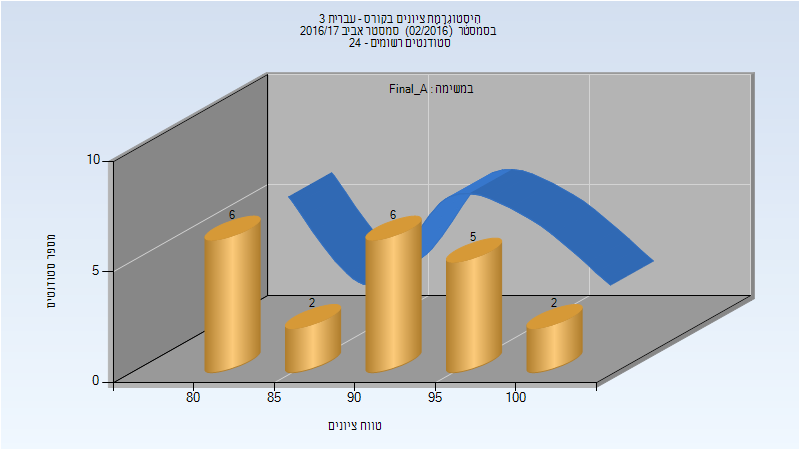 היסטוגרמת ציונים בקורס - עברית 3
בסמסטר (02/2016) סמסטר אביב 2016/17
סטודנטים רשומים - 24
במשימה : Final_A
10
5
0
מספר סטודנטים
6
2
6
5
2
80
85
90
95
100
טווח ציונים